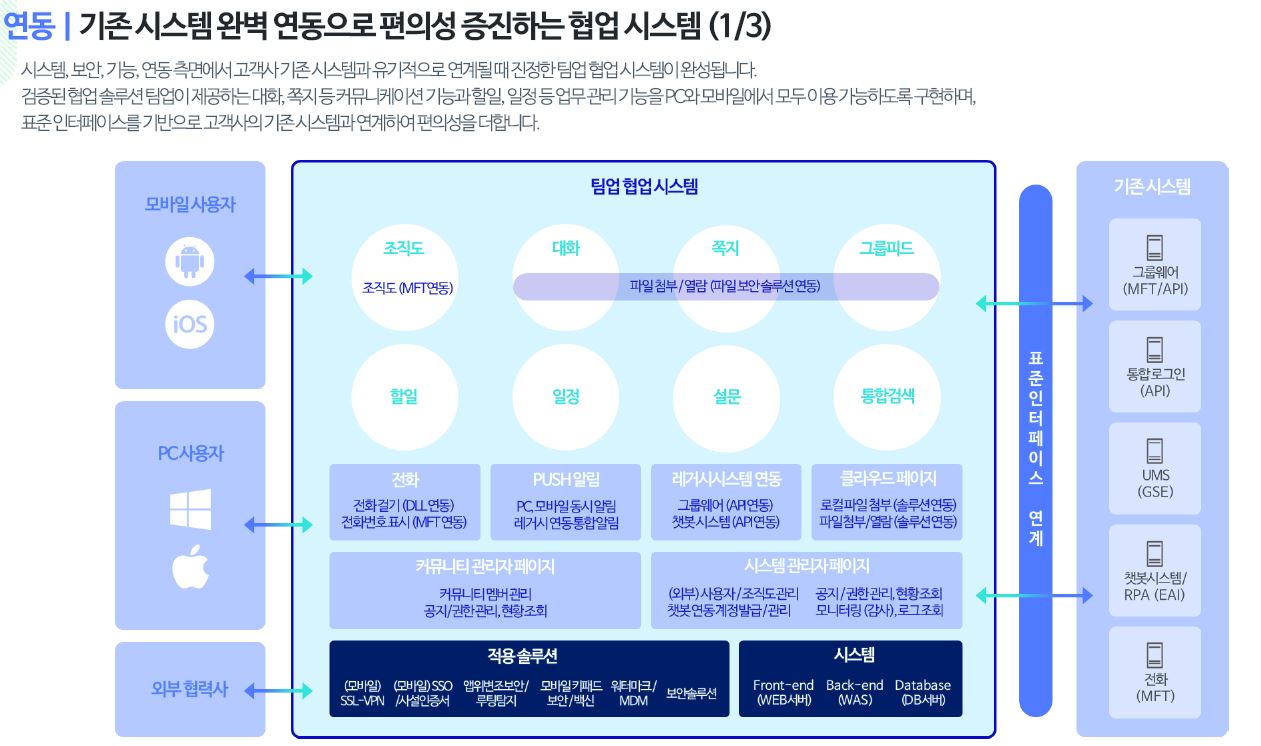 연동 | 기존 시스템 완벽 연동으로 편의성 증진하는 협업 시스템 (1/3)
시스템, 보안, 기능, 연동 측면에서 고객사 기존 시스템과 유기적으로 연계될 때 진정한 팀업 협업 시스템이 완성됩니다.
검증된 협업 솔루션 팀업이 제공하는 대화, 쪽지 등 커뮤니케이션 기능과 할일, 일정 등 업무 관리 기능을 PC와 모바일에서 모두 이용 가능하도록 구현하며,
표준 인터페이스를 기반으로 고객사의 기존 시스템과 연계하여 편의성을 더합니다.
모바일 사용자
iOS
PC 사용자
외부 협력사
팀업 협업 시스템
조직도
조직도 (MFT연동)
대화
쪽지
그룹피드
파일 첨부 / 열람 (파일 보안 솔루션 연동)
할일
일정
설문
통합검색
전화
전화 걸기 (DLL 연동)
전화번호 표시 (MFT 연동)
PUSH 알림
PC, 모바일 동시 알림
레거시 연동 통합 알림
레거시시스템 연동
그룹웨어 (API연동)
챗봇 시스템 (API연동)
클라우드 페이지
로컬 파일 첨부 (솔루션 연동)
파일첨부/열람 (솔루션 연동)
커뮤니티 관리자 페이지
커뮤니티 멤버 관리
공지/권한 관리, 현황 조회
시스템 관리자 페이지
(외부) 사용자 / 조직도 관리
챗봇 연동 계정 발급 / 관리
공지 / 권한 관리, 현황 조회
모니터링 (감사), 로그 조회
적용 솔루션
(모바일)
SSL-VPN
(모바일) SSO
/사설인증서
앱위변조보안 /
루팅탐지
모바일 키패드
보안 / 백신
워터마크 /
MDM
보안솔루션
시스템
Front-end
(WEB서버)
Back-end
(WAS)
Database
(DB서버)
표준인터페이스 연계
기존 시스템
그룹웨어
(MFT/API)
통합 로그인
(API)
UMS
(GSE)
챗봇시스템/
RPA (EAI)
전화
(MFT)